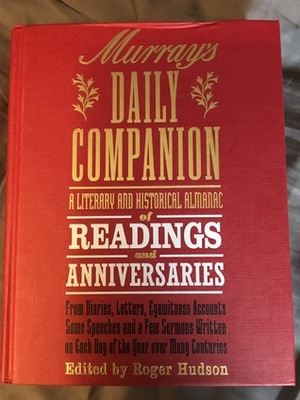 Murray's
DAILY
COMPANION
A LITERARY AND HISTORICAL ALMANAC
of
READINGS
and
ANNIVERSARIES
From Diaries, Letters, Eyewitness Accounts
Some Speeches and a Few Sermons Written
on Each Day of the Year over Many Centuries
Edited by Roger Hudson